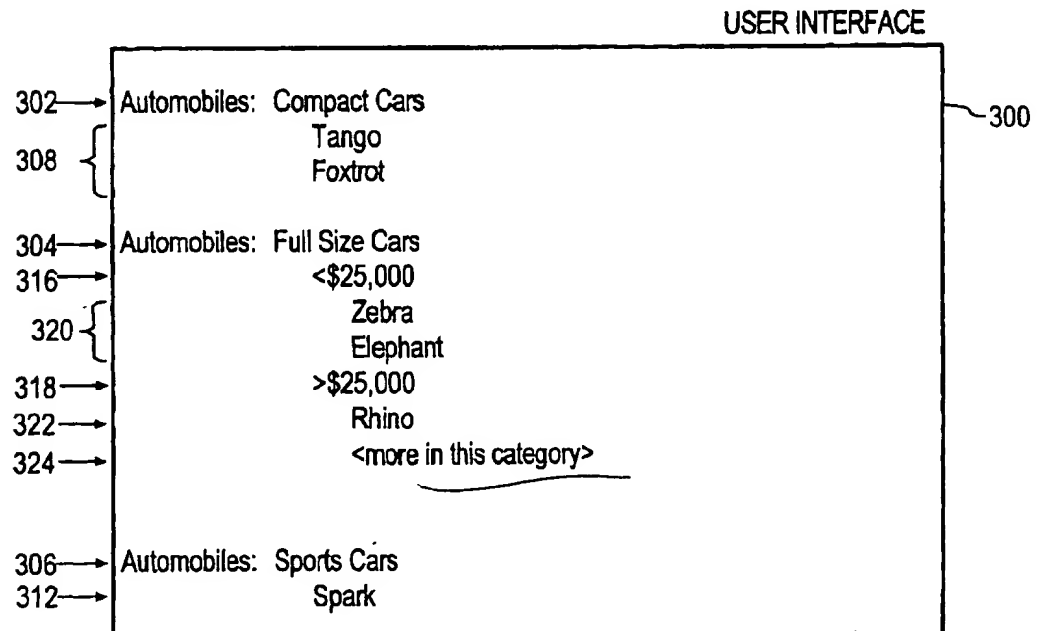 USER INTERFACE
300
302 Automobiles: Compact Cars
308 Tango
Foxtrot
304 Automobiles: Full Size Cars
316 <$25,000
320 Zebra
Elephant
318 >$25,000
322 Rhino
324 <more in this category>
306 Automobiles: Sports Cars
312 Spark